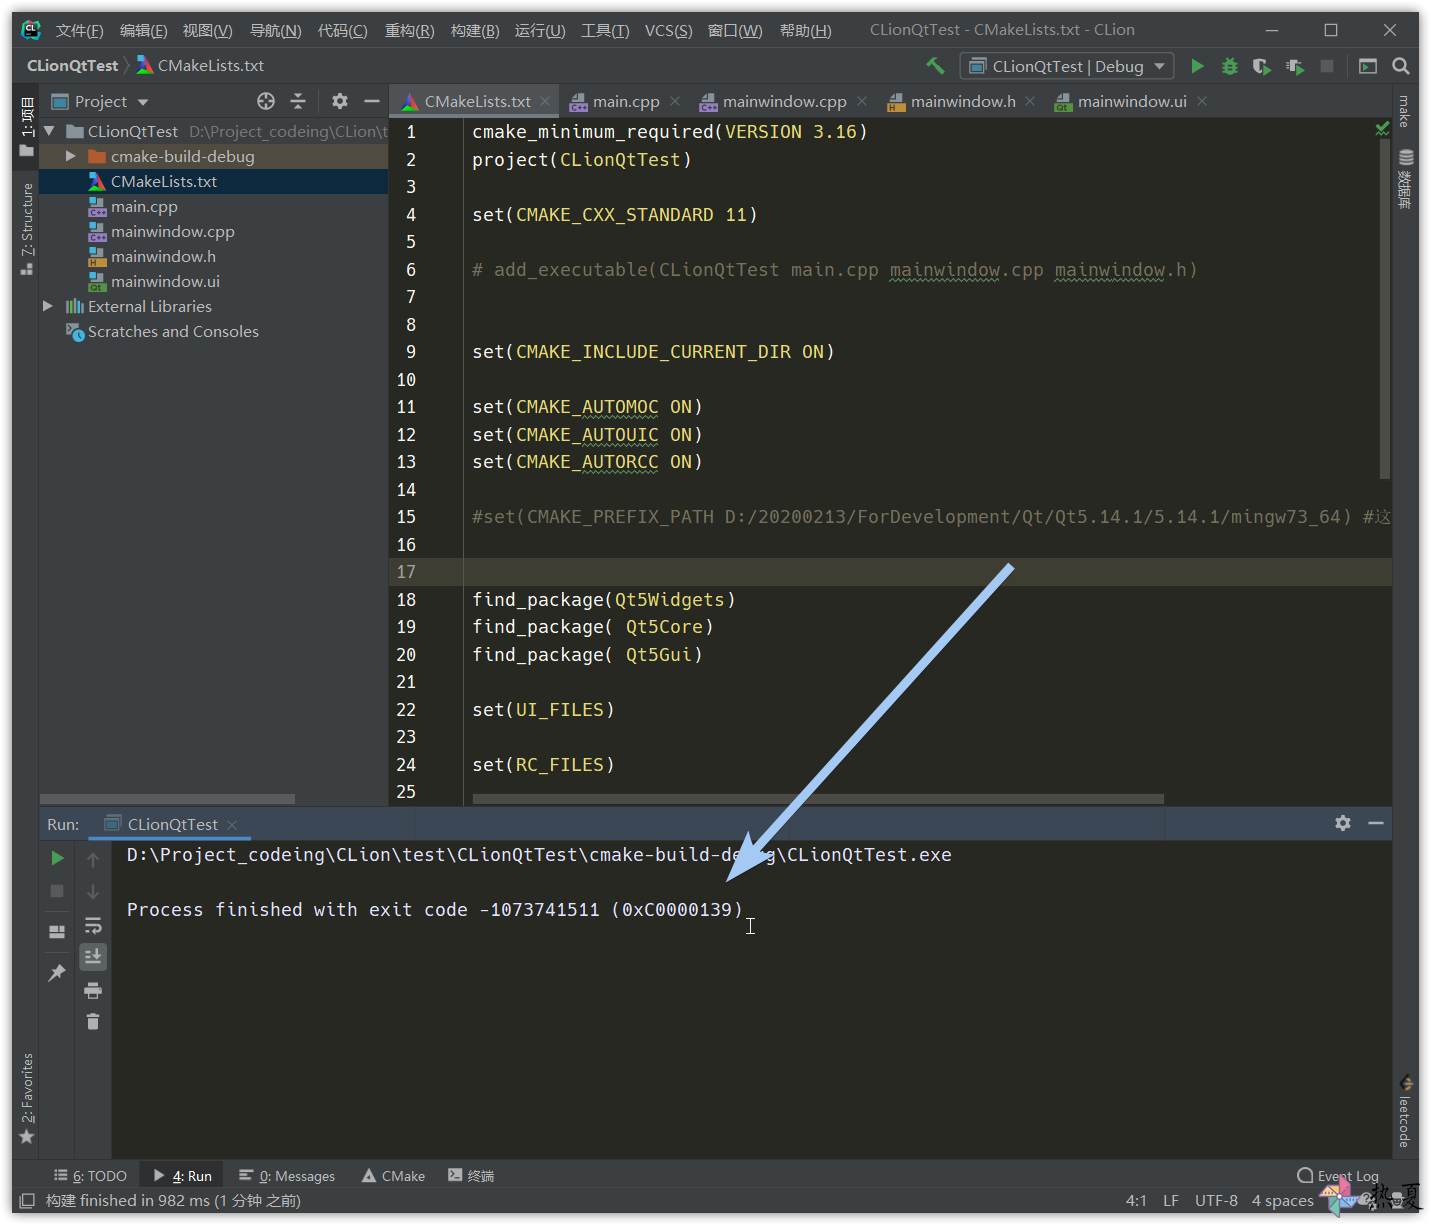 文件(F) 编辑(E) 视图(V) 导航(N) 代码(C) 重构(R) 构建(B) 运行(U) 工具(T) VCS(S) 窗口(W) 帮助(H) CLionQtTest - CMakeLists.txt - CLion
CLionQtTest CMakeLists.txt CLionQtTest | Debug
1: 项目
Z: Structure
2: Favorites
Project
CLionQtTest D:\Project_codeing\CLion\t
cmake-build-debug
CMakeLists.txt
main.cpp
mainwindow.cpp
mainwindow.h
mainwindow.ui
External Libraries
Scratches and Consoles
CMakeLists.txt main.cpp mainwindow.cpp mainwindow.h mainwindow.ui
1 cmake_minimum_required(VERSION 3.16)
2 project(CLionQtTest)
3
4 set(CMAKE_CXX_STANDARD 11)
5
6 # add_executable(CLionQtTest main.cpp mainwindow.cpp mainwindow.h)
7
8
9 set(CMAKE_INCLUDE_CURRENT_DIR ON)
10
11 set(CMAKE_AUTOMOC ON)
12 set(CMAKE_AUTOUIC ON)
13 set(CMAKE_AUTORCC ON)
14
15 #set(CMAKE_PREFIX_PATH D:/20200213/ForDevelopment/Qt/Qt5.14.1/5.14.1/mingw73_64) #这
16
17
18 find_package(Qt5Widgets)
19 find_package( Qt5Core)
20 find_package( Qt5Gui)
21
22 set(UI_FILES)
23
24 set(RC_FILES)
25
make
数据库
leetcode
Run: CLionQtTest
D:\Project_codeing\CLion\test\CLionQtTest\cmake-build-debug\CLionQtTest.exe
Process finished with exit code -1073741511 (0xC0000139)
6: TODO 4: Run 0: Messages CMake 终端 Event Log
构建 finished in 982 ms (1 分钟 之前) 4:1 LF UTF-8 4 spaces
热夏